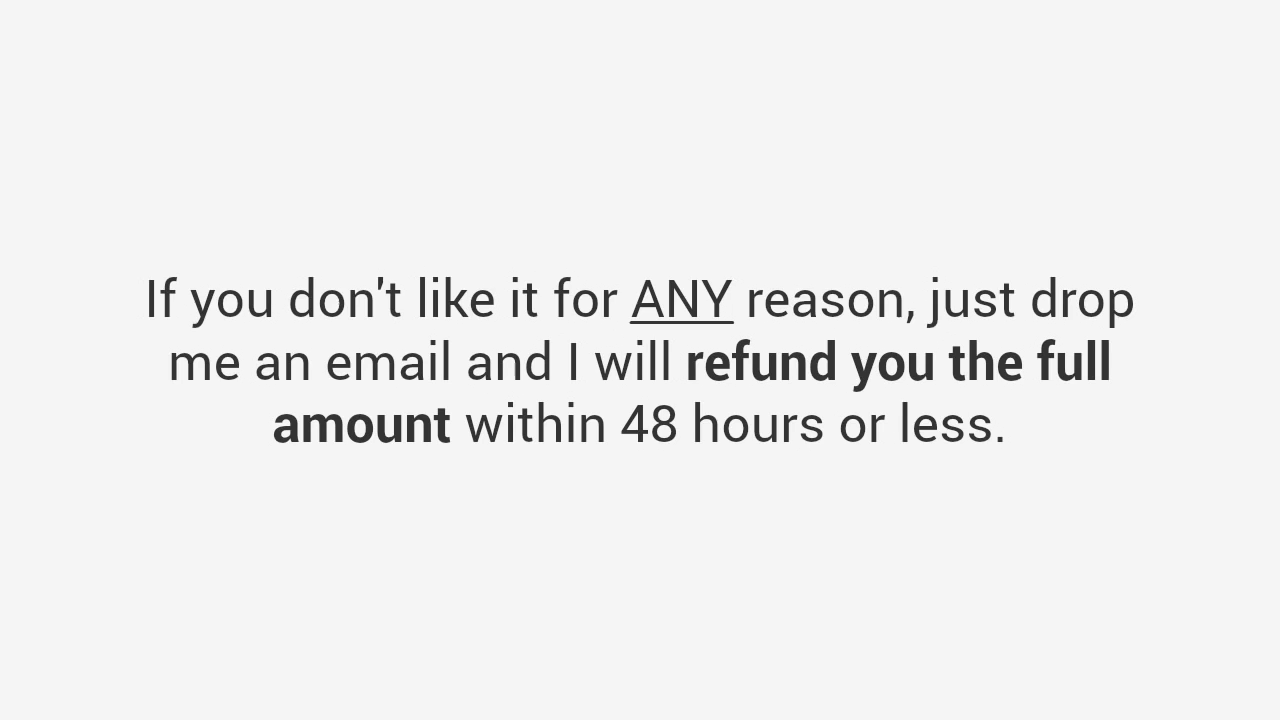 If you don't like it for ANY reason, just drop
me an email and I will refund you the full
amount within 48 hours or less.